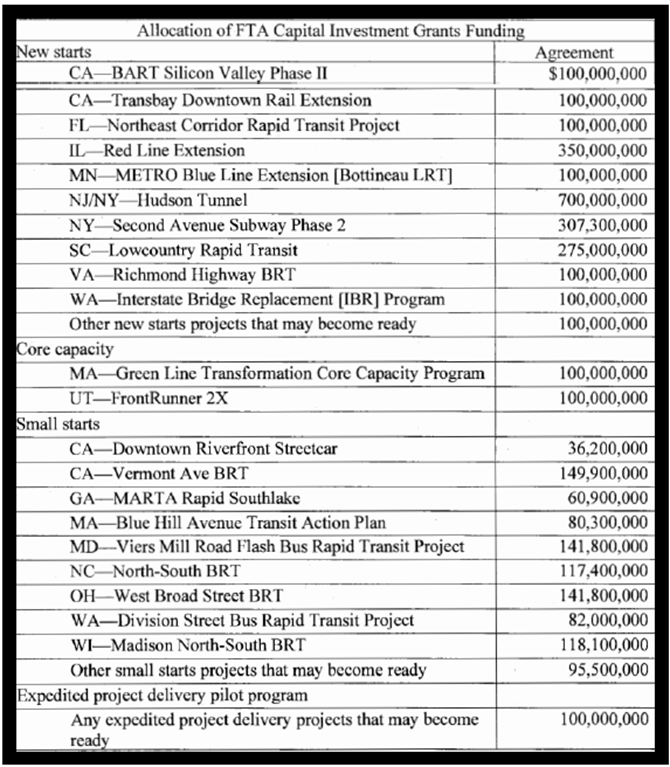 Allocation of FTA Capital Investment Grants Funding
New starts Agreement
CA—BART Silicon Valley Phase II $100,000,000
CA—Transbay Downtown Rail Extension 100,000,000
FL—Northeast Corridor Rapid Transit Project 100,000,000
IL—Red Line Extension 350,000,000
MN—METRO Blue Line Extension [Bottineau LRT] 100,000,000
NJ/NY—Hudson Tunnel 700,000,000
NY—Second Avenue Subway Phase 2 307,300,000
SC—Lowcountry Rapid Transit 275,000,000
VA—Richmond Highway BRT 100,000,000
WA—Interstate Bridge Replacement [IBR] Program 100,000,000
Other new starts projects that may become ready 100,000,000
Core capacity
MA—Green Line Transformation Core Capacity Program 100,000,000
UT—FrontRunner 2X 100,000,000
Small starts
CA—Downtown Riverfront Streetcar 36,200,000
CA—Vermont Ave BRT 149,900,000
GA—MARTA Rapid Southlake 60,900,000
MA—Blue Hill Avenue Transit Action Plan 80,300,000
MD—Viers Mill Road Flash Bus Rapid Transit Project 141,800,000
NC—North-South BRT 117,400,000
OH—West Broad Street BRT 141,800,000
WA—Division Street Bus Rapid Transit Project 82,000,000
WI—Madison North-South BRT 118,100,000
Other small starts projects that may become ready 95,500,000
Expedited project delivery pilot program
Any expedited project delivery projects that may become 100,000,000
ready